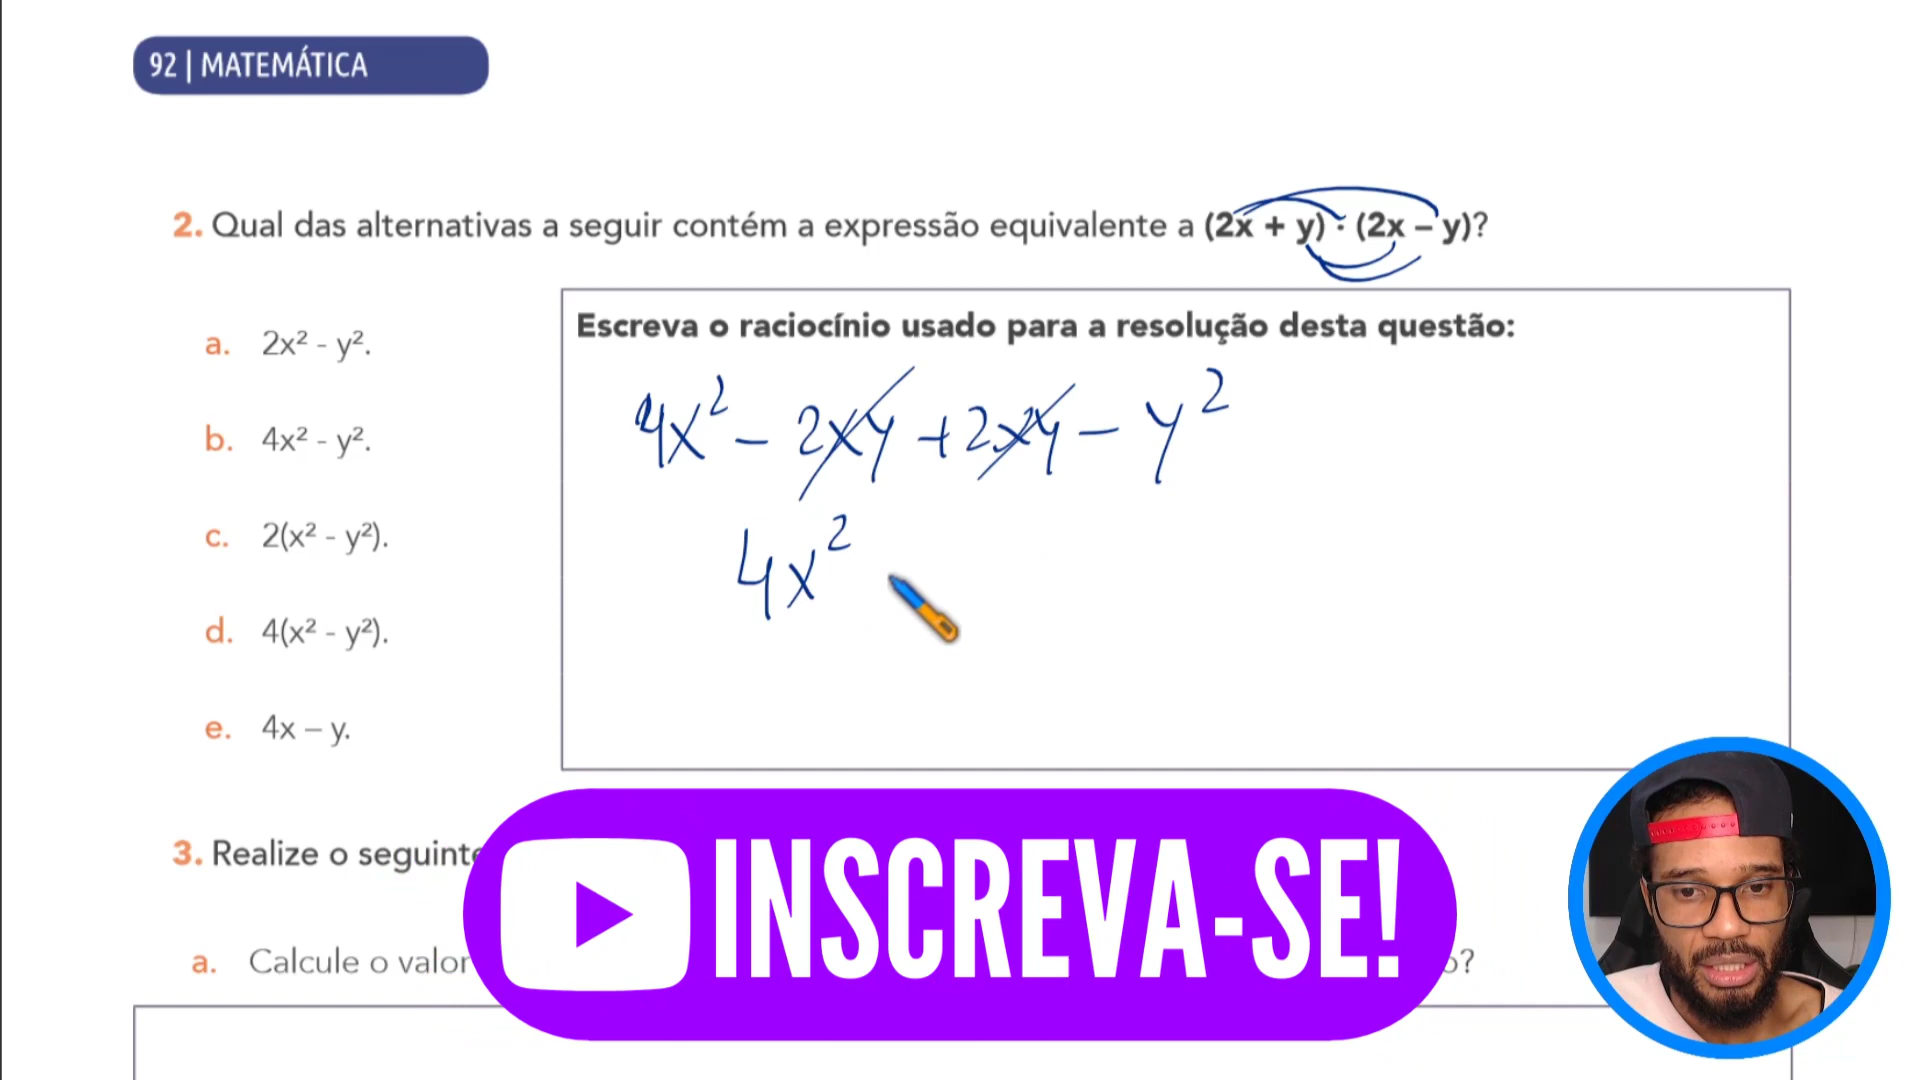 92 | MATEMÁTICA
2. Qual das alternativas a seguir contém a expressão equivalente a (2x + y) · (2x – y)?
a. 2x² - y².
b. 4x² - y².
c. 2(x² - y²).
d. 4(x² - y²).
e. 4x – y.
Escreva o raciocínio usado para a resolução desta questão:
4x² - 2xy + 2xy - y²
4x²
3. Realize o seguinte
a. Calcule o valor
?
INSCREVA-SE!